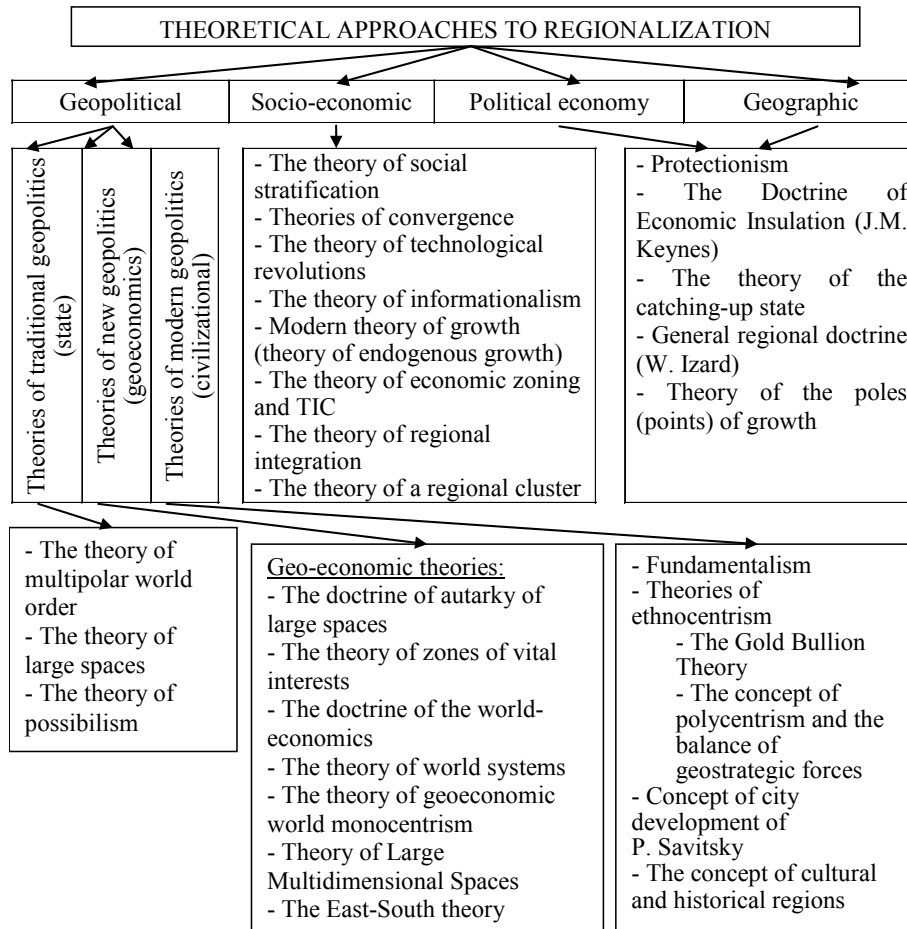 THEORETICAL APPROACHES TO REGIONALIZATION
Geopolitical
Socio-economic
Political economy
Geographic
Theories of traditional geopolitics
(state)
Theories of new geopolitics
(geoeconomics)
Theories of modern geopolitics
(civilizational)
- The theory of social
stratification
- Theories of convergence
- The theory of technological
revolutions
- The theory of informationalism
- Modern theory of growth
(theory of endogenous growth)
- The theory of economic zoning
and TIC
- The theory of regional
integration
- The theory of a regional cluster
- Protectionism
- The Doctrine of
Economic Insulation (J.M.
Keynes)
- The theory of the
catching-up state
- General regional doctrine
(W. Izard)
- Theory of the poles
(points) of growth
- The theory of
multipolar world
order
- The theory of
large spaces
- The theory of
possibilism
Geo-economic theories:
- The doctrine of autarky of
large spaces
- The theory of zones of vital
interests
- The doctrine of the world-
economics
- The theory of world systems
- The theory of geoeconomic
world monocentrism
- Theory of Large
Multidimensional Spaces
- The East-South theory
- Fundamentalism
- Theories of
ethnocentrism
- The Gold Bullion
Theory
- The concept of
polycentrism and the
balance of
geostrategic forces
- Concept of city
development of
P. Savitsky
- The concept of cultural
and historical regions